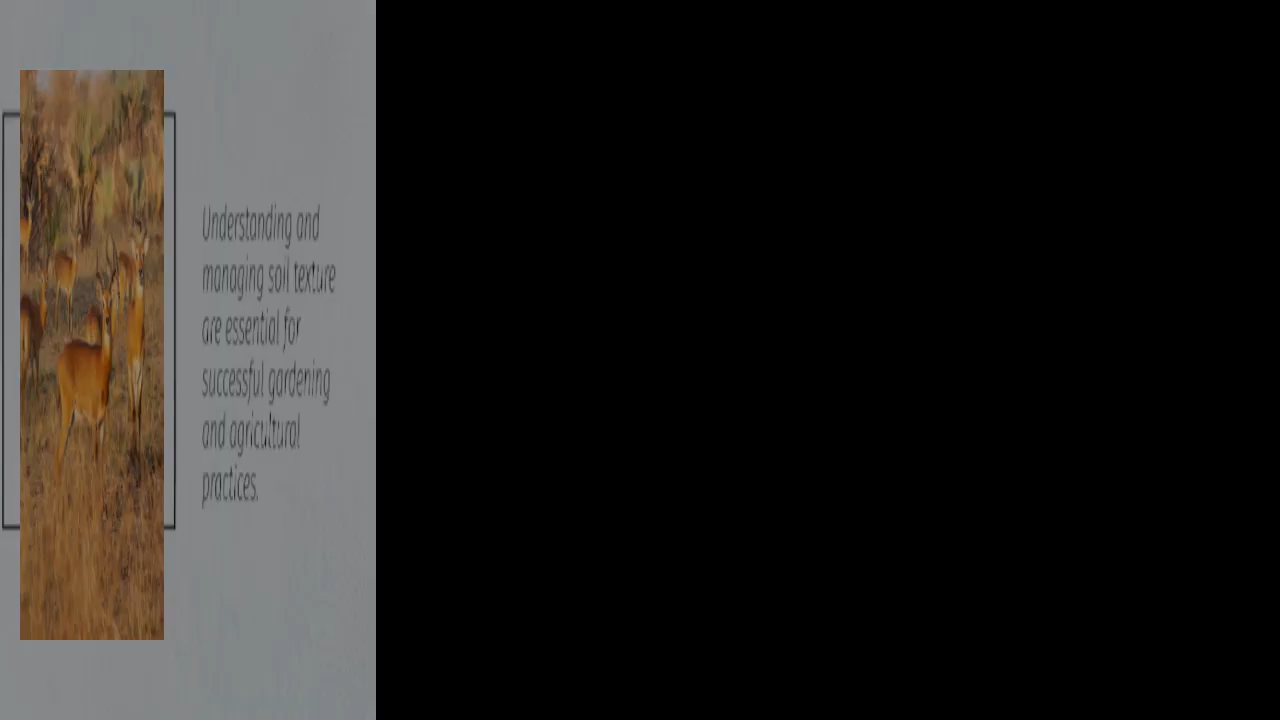 Understanding and
managing soil texture
are essential for
successful gardening
and agricultural
practices.